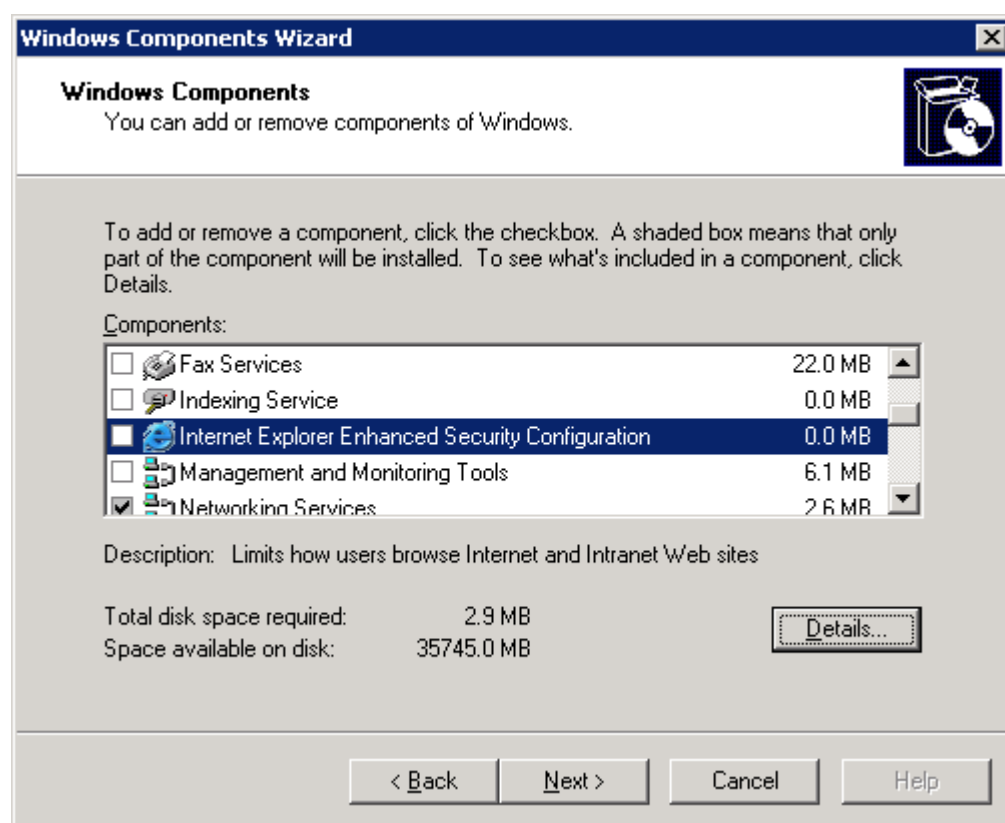 Windows Components Wizard
Windows Components
You can add or remove components of Windows.
To add or remove a component, click the checkbox. A shaded box means that only
part of the component will be installed. To see what's included in a component, click
Details.
Components:
Fax Services 22.0 MB
Indexing Service 0.0 MB
Internet Explorer Enhanced Security Configuration 0.0 MB
Management and Monitoring Tools 6.1 MB
Networking Services 2.6 MB
Description: Limits how users browse Internet and Intranet Web sites
Total disk space required: 2.9 MB
Space available on disk: 35745.0 MB
Details...
< Back Next > Cancel Help